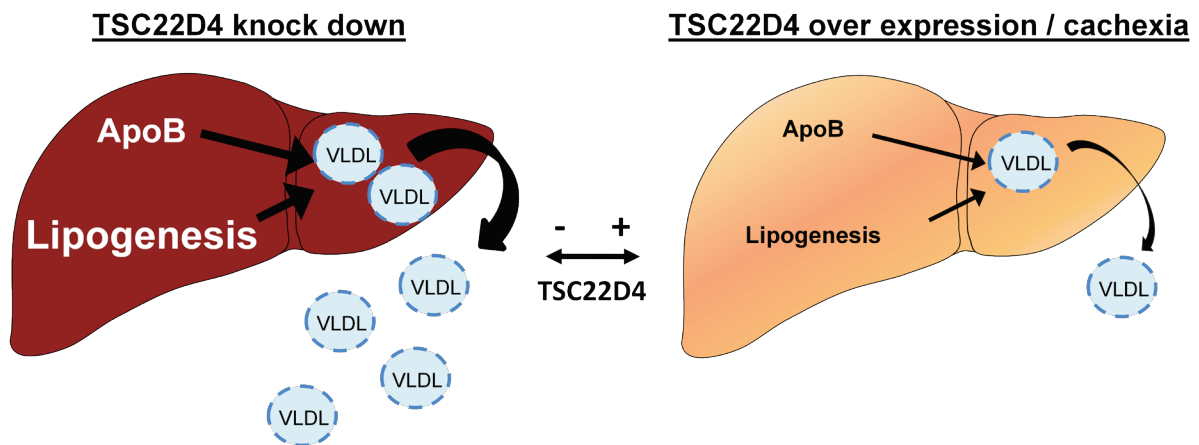 TSC22D4 knock down
ApoB
Lipogenesis
VLDL
VLDL
VLDL
VLDL
VLDL
VLDL
- +
TSC22D4
TSC22D4 over expression / cachexia
ApoB
Lipogenesis
VLDL
VLDL